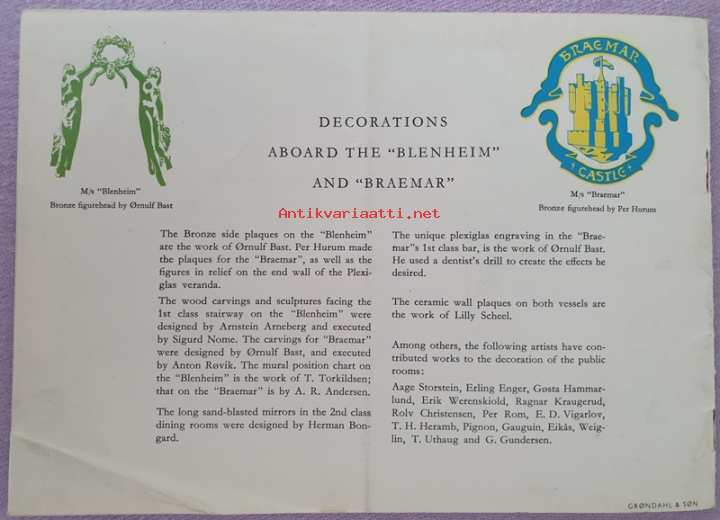 DECORATIONS
ABOARD THE "BLENHEIM"
AND "BRAEMAR"
M/s "Blenheim"
Bronze figurehead by Ørnulf Bast
BRAEMAR
CASTLE
M/s "Braemar"
Bronze figurehead by Per Hurum
Antikvariaatti.net
The Bronze side plaques on the "Blenheim"
are the work of Ørnulf Bast. Per Hurum made
the plaques for the "Braemar", as well as the
figures in relief on the end wall of the Plexi-
glas veranda.
The wood carvings and sculptures facing the
1st class stairway on the "Blenheim" were
designed by Arnstein Arneberg and executed
by Sigurd Nome. The carvings for "Braemar"
were designed by Ørnulf Bast, and executed
by Anton Røvik. The mural position chart on
the "Blenheim" is the work of T. Torkildsen;
that on the "Braemar" is by A. R. Andersen.
The long sand-blasted mirrors in the 2nd class
dining rooms were designed by Herman Bon-
gard.
The unique plexiglas engraving in the "Brae-
mar"s 1st class bar, is the work of Ørnulf Bast.
He used a dentist's drill to create the effects be
desired.
The ceramic wall plaques on both vessels are
the work of Lilly Scheel.
Among others, the following artists have con-
tributed works to the decoration of the public
rooms:
Aage Storstein, Erling Enger, Gøsta Hammar-
lund, Erik Werenskiold, Ragnar Kraugerud,
Rolv Christensen, Per Rom, E. D. Vigarlov,
T. H. Heramb, Pignon, Gauguin, Eikås, Weig-
lin, T. Uthaug and G. Gundersen.
GRØNDAHL & SØN